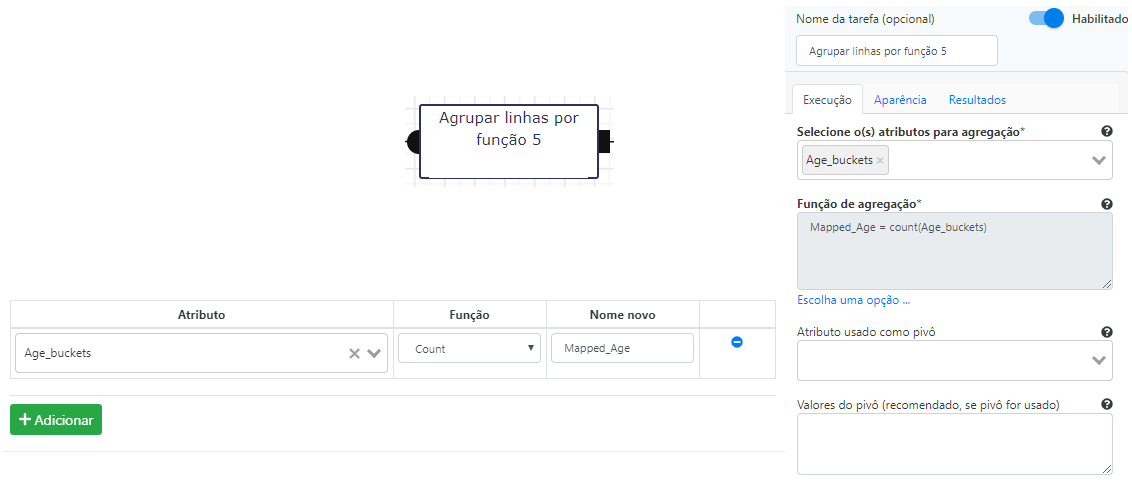 Agrupar linhas por
função 5
Atributo
Função
Nome novo
Age_buckets
Count
Mapped_Age
Adicionar
Nome da tarefa (opcional)
Habilitado
Agrupar linhas por função 5
Execução
Aparência
Resultados
Selecione o(s) atributos para agregação*
Age_buckets
Função de agregação*
Mapped_Age = count(Age_buckets)
Escolha uma opção ...
Atributo usado como pivô
Valores do pivô (recomendado, se pivô for usado)